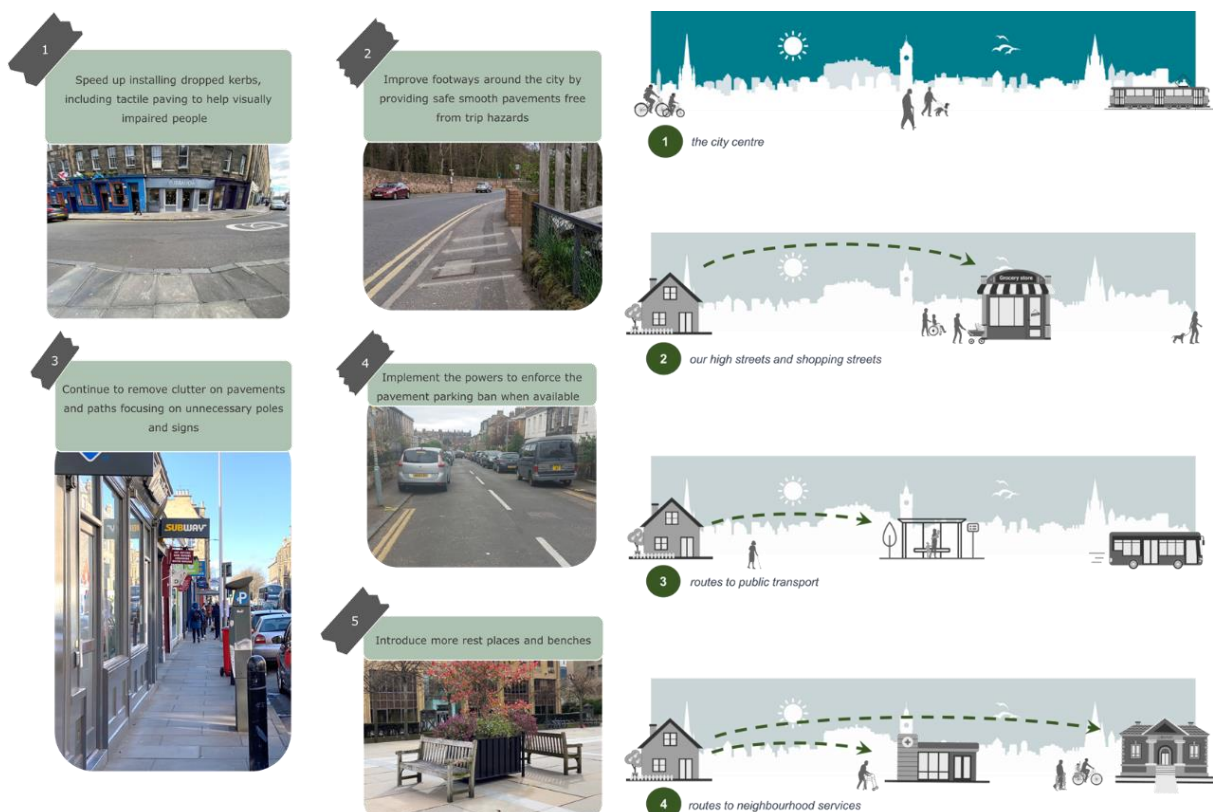 1
Speed up installing dropped kerbs,
including tactile paving to help visually
impaired people
2
Improve footways around the city by
providing safe smooth pavements free
from trip hazards
3
Continue to remove clutter on pavements
and paths focusing on unnecessary poles
and signs
SUBWAY
P
4
Implement the powers to enforce the
pavement parking ban when available
5
Introduce more rest places and benches
1 the city centre
Grocery store
2 our high streets and shopping streets
3 routes to public transport
4 routes to neighbourhood services